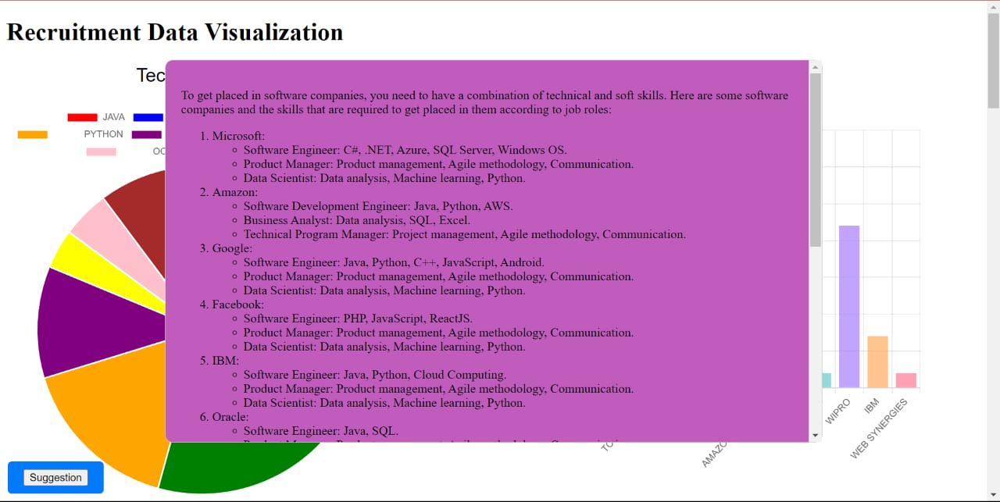 Recruitment Data Visualization
Tec
JAVA
PYTHON
To get placed in software companies, you need to have a combination of technical and soft skills. Here are some software
companies and the skills that are required to get placed in them according to job roles:
1. Microsoft:
◦ Software Engineer: C#, .NET, Azure, SQL Server, Windows OS.
◦ Product Manager: Product management, Agile methodology, Communication.
◦ Data Scientist: Data analysis, Machine learning, Python.
2. Amazon:
◦ Software Development Engineer: Java, Python, AWS.
◦ Business Analyst: Data analysis, SQL, Excel.
◦ Technical Program Manager: Project management, Agile methodology, Communication.
3. Google:
◦ Software Engineer: Java, Python, C++, JavaScript, Android.
◦ Product Manager: Product management, Agile methodology, Communication.
◦ Data Scientist: Data analysis, Machine learning, Python.
4. Facebook:
◦ Software Engineer: PHP, JavaScript, ReactJS.
◦ Product Manager: Product management, Agile methodology, Communication.
◦ Data Scientist: Data analysis, Machine learning, Python.
5. IBM:
◦ Software Engineer: Java, Python, Cloud Computing.
◦ Product Manager: Product management, Agile methodology, Communication.
◦ Data Scientist: Data analysis, Machine learning, Python.
6. Oracle:
◦ Software Engineer: Java, SQL.
WIPRO
IBM
WEB SYNERGIES
Suggestion